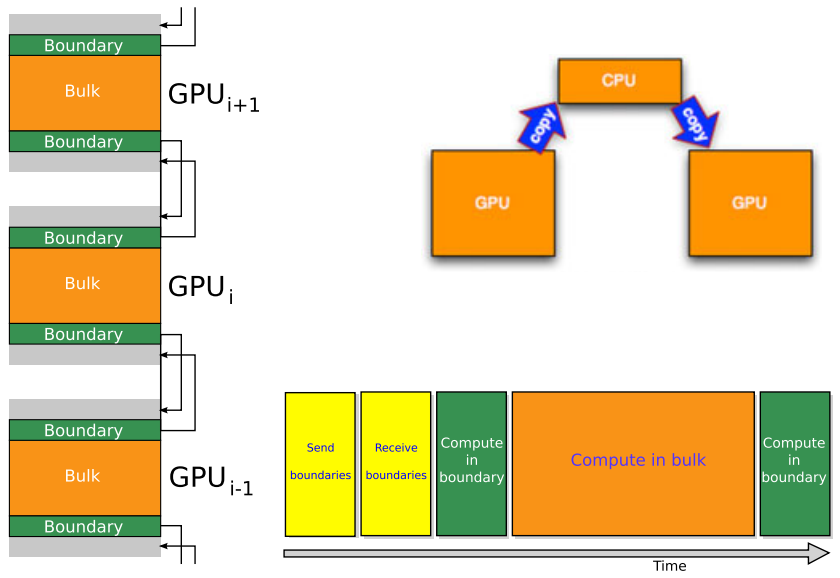 Boundary
Bulk
GPU i+1
Boundary
Boundary
Bulk
GPU i
Boundary
Boundary
Bulk
GPU i-1
Boundary
CPU
copy
copy
GPU
GPU
Send
boundaries
Receive
boundaries
Compute
in
boundary
Compute in bulk
Compute
in
boundary
Time